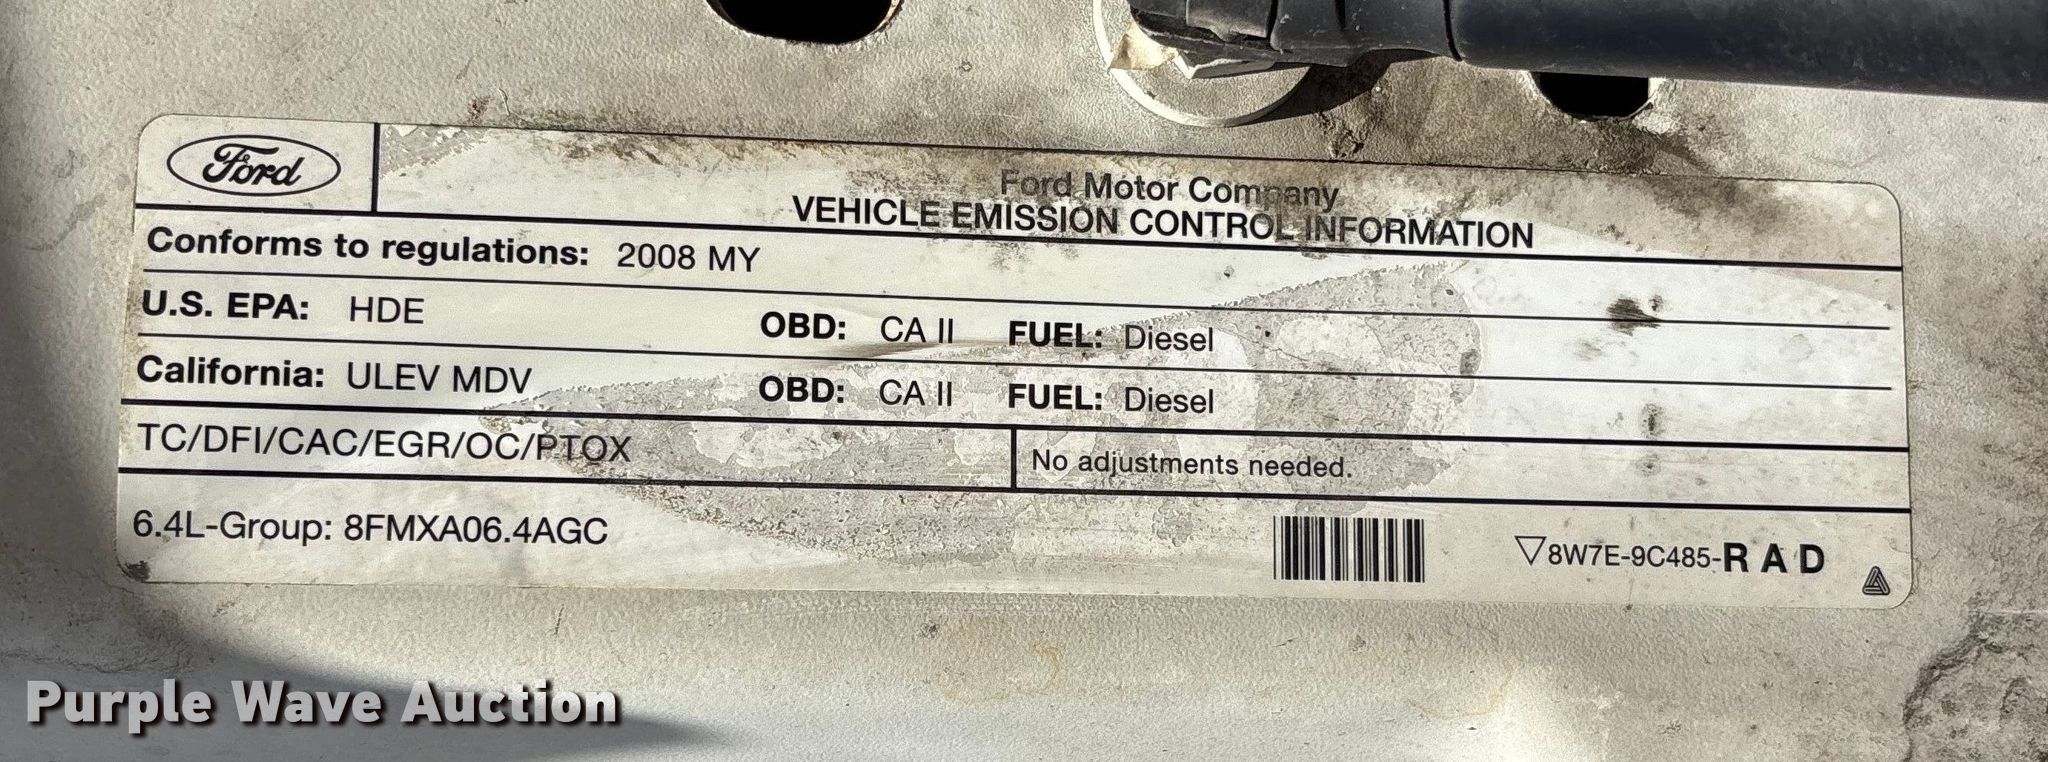 Ford
Ford Motor Company
VEHICLE EMISSION CONTROL INFORMATION
Conforms to regulations: 2008 MY
U.S. EPA: HDE OBD: CA II FUEL: Diesel
California: ULEV MDV OBD: CA II FUEL: Diesel
TC/DFI/CAC/EGR/OC/PTOX No adjustments needed.
6.4L-Group: 8FMXA06.4AGC
▽8W7E-9C485-R A D
Purple Wave Auction